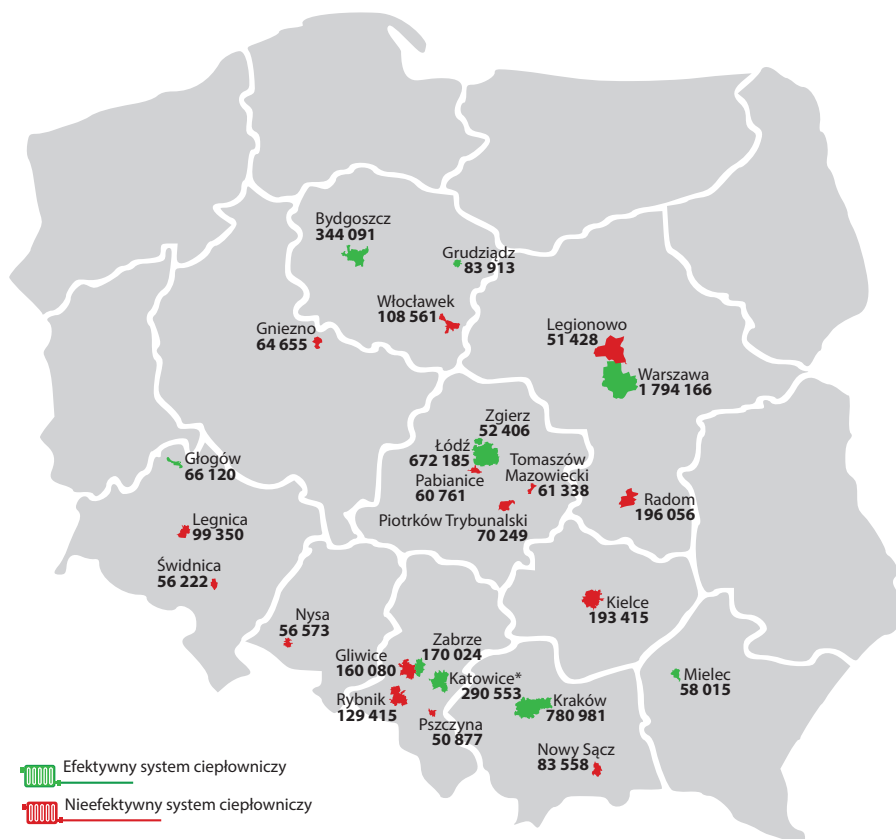 Bydgoszcz
344 091
Grudziądz
83 913
Włocławek
108 561
Gniezno
64 655
Legionowo
51 428
Warszawa
1 794 166
Zgierz
52 406
Łódź
672 185
Pabianice
60 761
Tomaszów
Mazowiecki
61 338
Piotrków Trybunalski
70 249
Radom
196 056
Głogów
66 120
Legnica
99 350
Świdnica
56 222
Nysa
56 573
Kielce
193 415
Zabrze
170 024
Gliwice
160 080
Katowice*
290 553
Rybnik
129 415
Pszczyna
50 877
Kraków
780 981
Mielec
58 015
Nowy Sącz
83 558
Efektywny system ciepłowniczy
Nieefektywny system ciepłowniczy